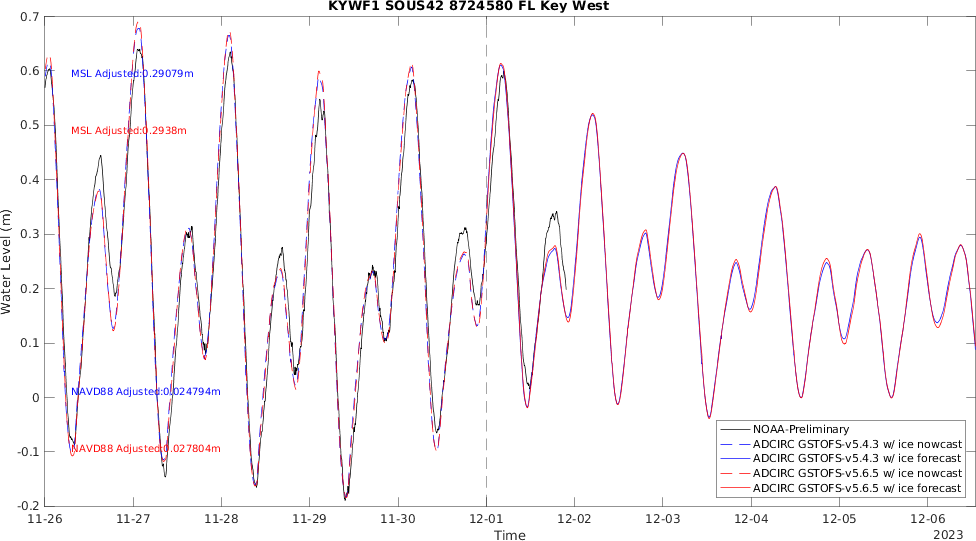 KYWF1 SOUS42 8724580 FL Key West
0.7
0.6
0.5
0.4
0.3
0.2
0.1
0
-0.1
-0.2
Water Level (m)
MSL Adjusted:0.29079m
MSL Adjusted:0.2938m
NAVD88 Adjusted:0.024794m
NAVD88 Adjusted:0.027804m
NOAA-Preliminary
ADCIRC GSTOFS-v5.4.3 w/ ice nowcast
ADCIRC GSTOFS-v5.4.3 w/ ice forecast
ADCIRC GSTOFS-v5.6.5 w/ ice nowcast
ADCIRC GSTOFS-v5.6.5 w/ ice forecast
11-26 11-27 11-28 11-29 11-30 12-01 12-02 12-03 12-04 12-05 12-06
Time
2023